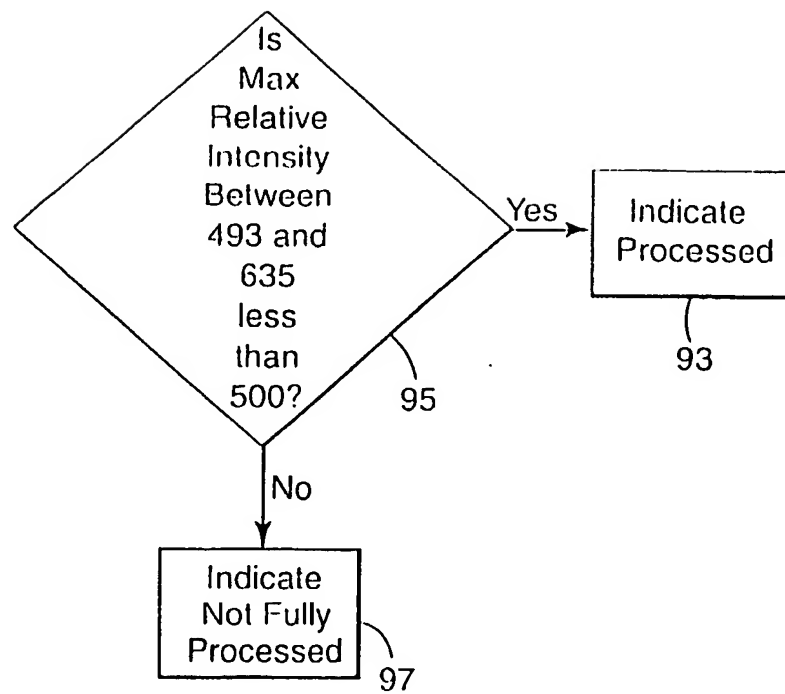 Is
Max
Relative
Intensity
Between
493 and
635
less
than
500?
Yes
Indicate
Processed
93
95
No
Indicate
Not Fully
Processed
97